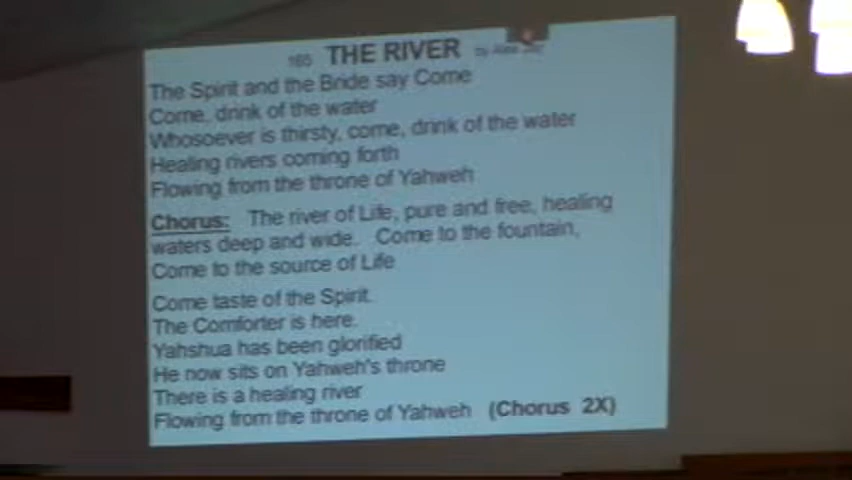 165 THE RIVER by Alex
The Spirit and the Bride say Come
Come, drink of the water
Whosoever is thirsty, come, drink of the water
Healing rivers coming forth
Flowing from the throne of Yahweh
Chorus: The river of Life, pure and free, healing
waters deep and wide. Come to the fountain,
Come to the source of Life
Come taste of the Spirit.
The Comforter is here.
Yahshua has been glorified
He now sits on Yahweh's throne
There is a healing river
Flowing from the throne of Yahweh (Chorus 2X)